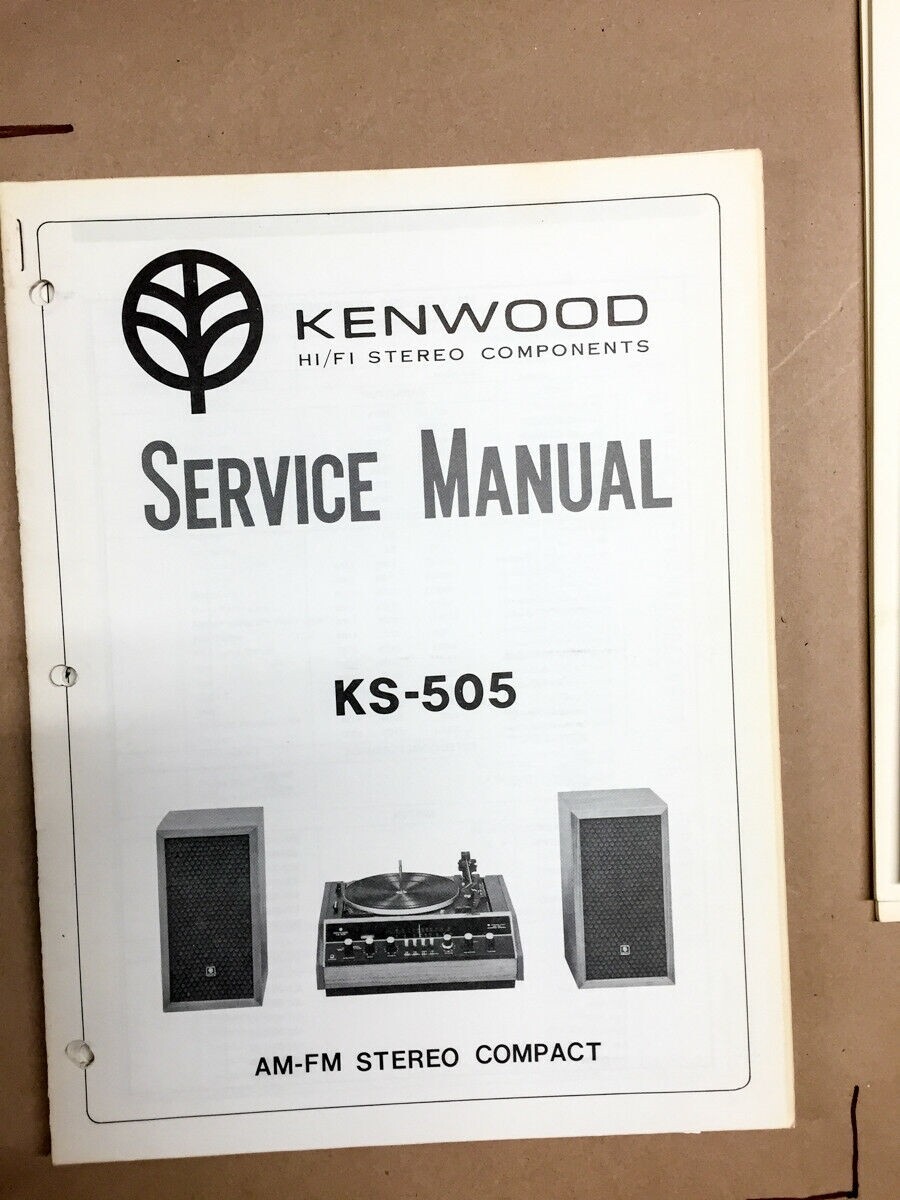 KENWOOD
HI/FI STEREO COMPONENTS
SERVICE MANUAL
KS-505
AM-FM STEREO COMPACT